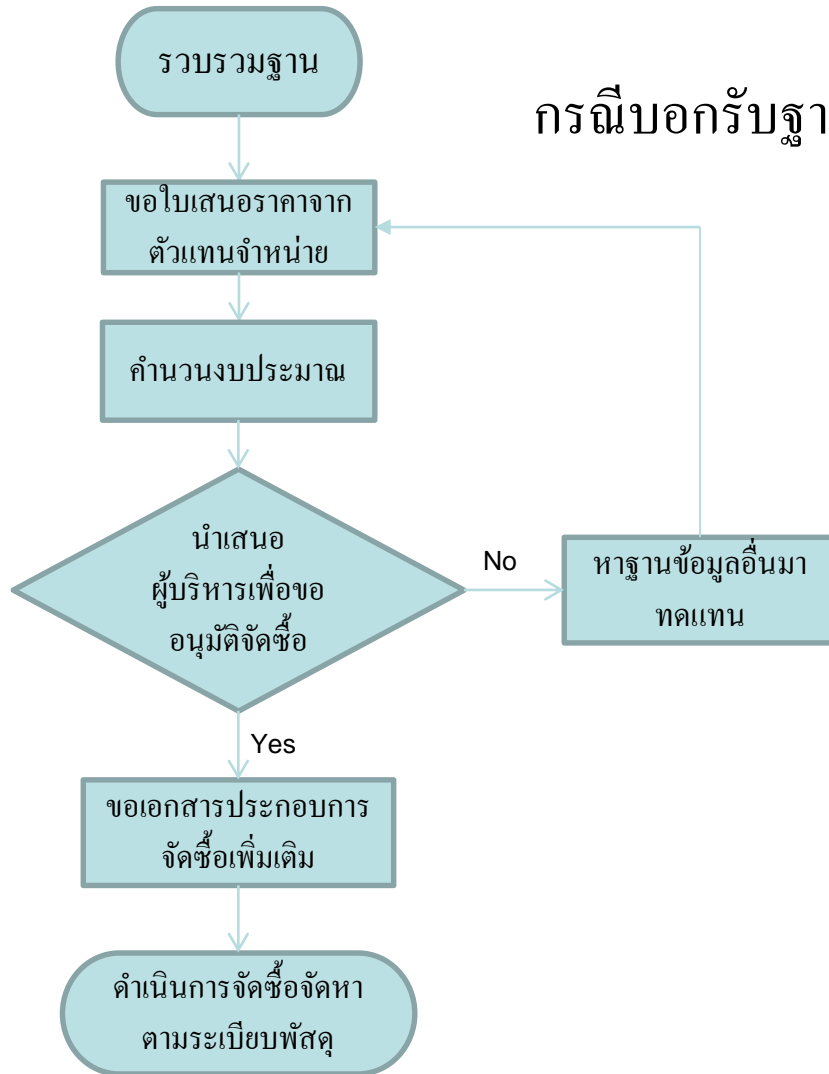 รวบรวมฐาน
กรณีบอกรับฐา
ขอใบเสนอราคาจาก
ตัวแทนจำหน่าย
คำนวนงบประมาณ
นำเสนอ
ผู้บริหารเพื่อขอ
อนุมัติจัดซื้อ
No
หาฐานข้อมูลอื่นมา
ทดแทน
Yes
ขอเอกสารประกอบการ
จัดซื้อเพิ่มเติม
ดำเนินการจัดซื้อจัดหา
ตามระเบียบพัสดุ